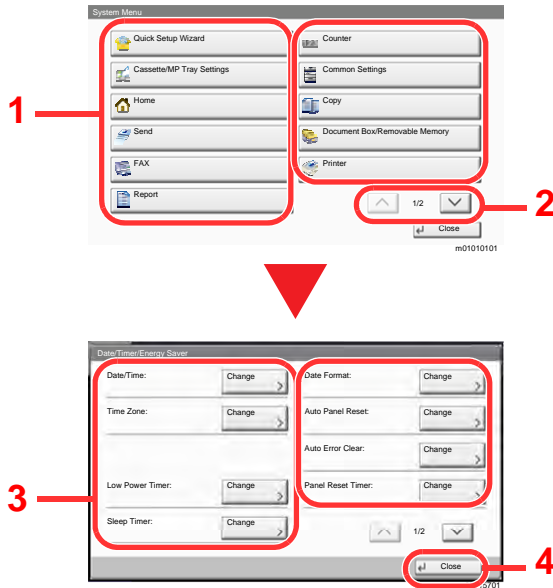 System Menu
Quick Setup Wizard
Counter
Cassette/MP Tray Settings
Common Settings
1
Home
Copy
Send
Document Box/Removable Memory
FAX
Printer
Report
1/2
2
Close
m01010101
Date/Timer/Energy Saver
Date/Time:
Change
Date Format:
Change
Time Zone:
Change
Auto Panel Reset:
Change
Auto Error Clear:
Change
3
Low Power Timer:
Change
Panel Reset Timer:
Change
Sleep Timer:
Change
1/2
Close
4